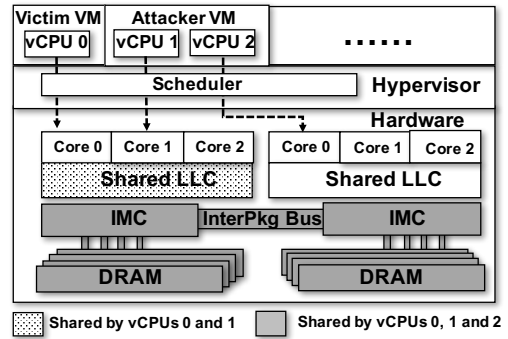 Victim VM Attacker VM
vCPU 0 vCPU 1 vCPU 2 ......
Scheduler
Hypervisor
Hardware
Core 0 Core 1 Core 2 Core 0 Core 1 Core 2
Shared LLC Shared LLC
IMC InterPkg Bus IMC
DRAM DRAM
Shared by vCPUs 0 and 1 Shared by vCPUs 0, 1 and 2